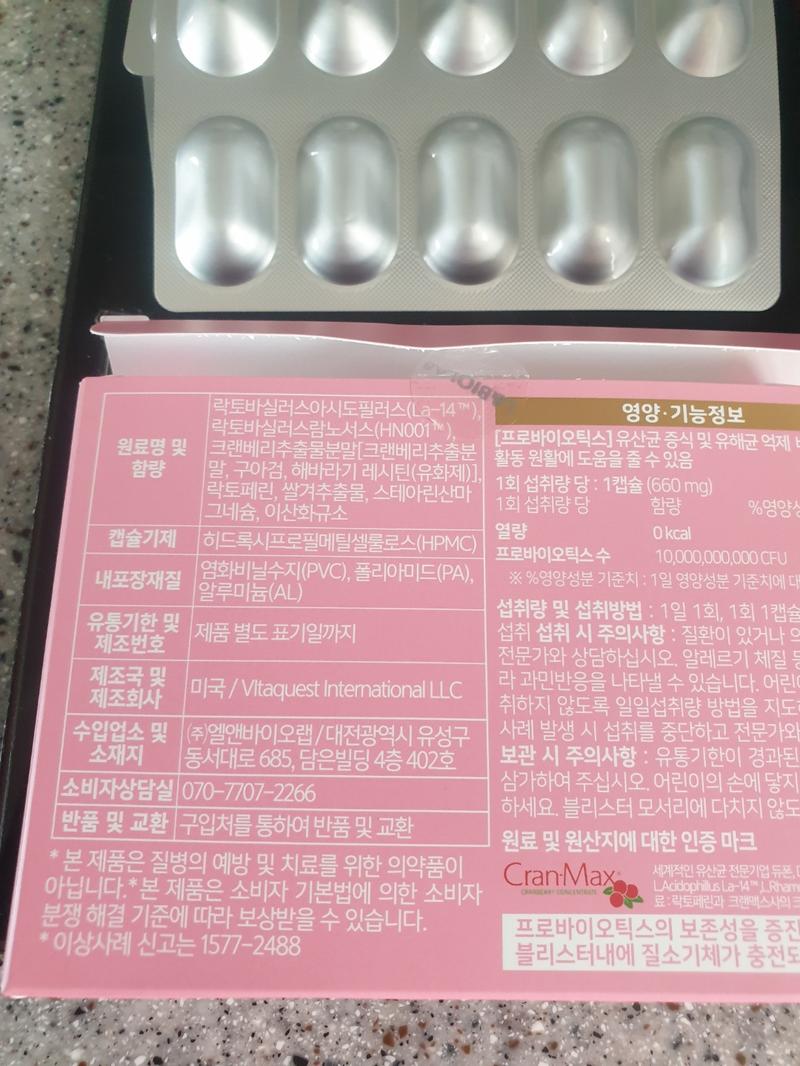 원료명 및
함량
락토바실러스아시도필러스(La-14™),
락토바실러스람노서스(HN001™),
크랜베리추출물분말[크랜베리추출분
말, 구아검, 해바라기 레시틴(유화제)],
락토페린, 쌀겨추출물, 스테아린산마
그네슘, 이산화규소
캡슐기제
히드록시프로필메틸셀룰로스(HPMC)
내포장재질
염화비닐수지(PVC), 폴리아미드(PA),
알루미늄(AL)
유통기한 및
제조번호
제품 별도 표기일까지
제조국 및
제조회사
미국 / VItaquest International LLC
수입업소 및
소재지
㈜엘앤바이오랩 / 대전광역시 유성구
동서대로 685, 담은빌딩 4층 402호
소비자상담실
070-7707-2266
반품 및 교환
구입처를 통하여 반품 및 교환
* 본 제품은 질병의 예방 및 치료를 위한 의약품이
아닙니다.*본 제품은 소비자 기본법에 의한 소비자
분쟁 해결 기준에 따라 보상받을 수 있습니다.
* 이상사례 신고는 1577-2488
영양·기능정보
[프로바이오틱스] 유산균 증식 및 유해균 억제
활동 원활에 도움을 줄 수 있음
1회 섭취량 당 : 1캡슐 (660 mg)
1회 섭취량 당 함량 %영양성
열량 0 kcal
프로바이오틱스 수 10,000,000,000 CFU
※ %영양성분 기준치 : 1일 영양성분 기준치에 대
섭취량 및 섭취방법 : 1일 1회, 1회 1캡슐
섭취 섭취 시 주의사항 : 질환이 있거나 의
전문가와 상담하십시오. 알레르기 체질 등
라 과민반응을 나타낼 수 있습니다. 어린이
취하지 않도록 일일섭취량 방법을 지도
사례 발생 시 섭취를 중단하고 전문가와
보관 시 주의사항 : 유통기한이 경과된
삼가하여 주십시오. 어린이의 손에 닿지
하세요. 블리스터 모서리에 다치지 않도
원료 및 원산지에 대한 인증 마크
Cran·Max®
CRANBERRY CONCENTRATE
세계적인 유산균 전문기업 듀폰,
L.Acidophilus La-14™, L.Rham
료 : 락토페린과 크랜맥스사의
프로바이오틱스의 보존성을 증진
블리스터내에 질소기체가 충전되